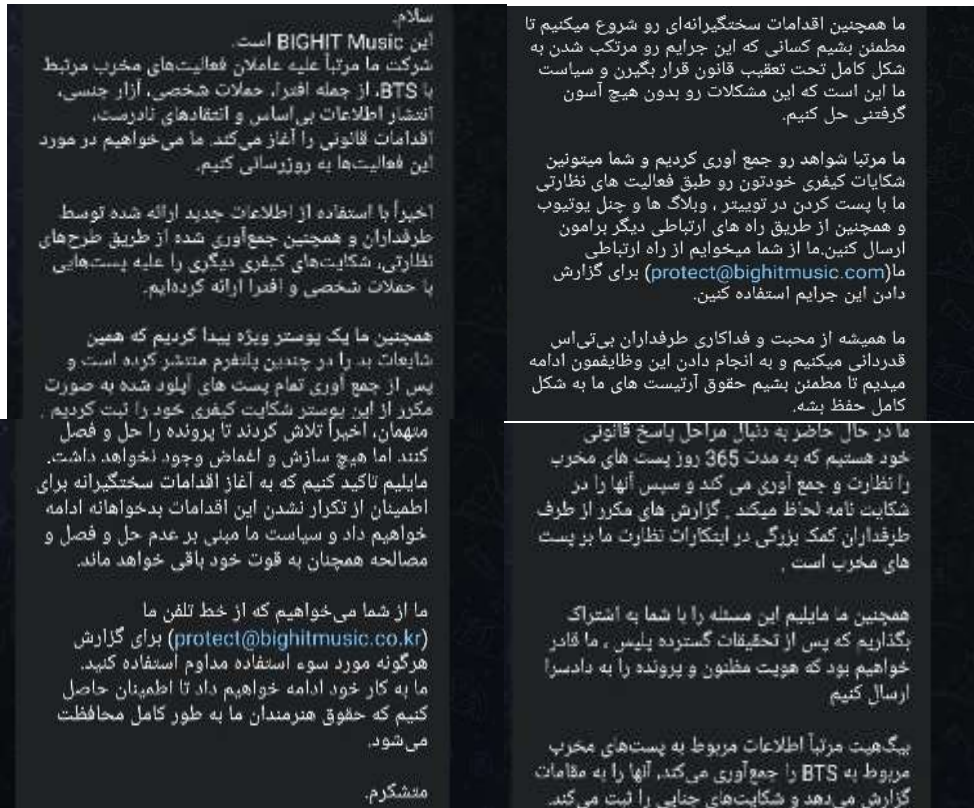 ما همچنین اقدامات سختگیرانه‌ای رو شروع میکنیم تا
مطمئن بشیم کسانی که این جرایم رو مرتکب شدن به
شکل کامل تحت تعقیب قانون قرار بگیرن و سیاست
ما این است که این مشکلات رو بدون هیچ آسون
گرفتنی حل کنیم.
ما مرتبا شواهد رو جمع آوری کردیم و شما میتونین
شکایات کیفری خودتون رو طبق فعالیت های نظارتی
ما با پست کردن در توییتر ، وبلاگ ها و چنل یوتیوب
و همچنین از طریق راه های ارتباطی دیگر برامون
ارسال کنین.ما از شما میخوایم از راه ارتباطی
ما(protect@bighitmusic.com) برای گزارش
دادن این جرایم استفاده کنین.
ما همیشه از محبت و فداکاری طرفداران بی‌تی‌اس
قدردانی میکنیم و به انجام دادن این وظایفمون ادامه
میدیم تا مطمئن بشیم حقوق آرتیست های ما به شکل
کامل حفظ بشه.
سلام.
این BIGHIT Music است.
شرکت ما مرتباً علیه عاملان فعالیت‌های مخرب مرتبط
با BTS، از جمله افترا، حملات شخصی، آزار جنسی،
انتشار اطلاعات بی‌اساس و انتقادهای نادرست،
اقدامات قانونی را آغاز می‌کند. ما می‌خواهیم در مورد
این فعالیت‌ها به روزرسانی کنیم.
اخیراً با استفاده از اطلاعات جدید ارائه شده توسط
طرفداران و همچنین جمع‌آوری شده از طریق طرح‌های
نظارتی، شکایت‌های کیفری دیگری را علیه پست‌هایی
با حملات شخصی و افترا ارائه کرده‌ایم.
همچنین ما یک پوستر ویژه پیدا کردیم که همین
شایعات بد را در چندین پلتفرم منتشر کرده است و
پس از جمع آوری تمام پست های آپلود شده به صورت
مکرر از این پوستر شکایت کیفری خود را ثبت کردیم .
ما در حال حاضر به دنبال مراحل پاسخ قانونی
خود هستیم که به مدت 365 روز پست های مخرب
را نظارت و جمع آوری می کند و سپس آنها را در
شکایت نامه لحاظ میکند . گزارش های مکرر از طرف
طرفداران کمک بزرگی در ابتکارات نظارت ما بر پست
های مخرب است .
همچنین ما مایلیم این مسئله را با شما به اشتراک
بگذاریم که پس از تحقیقات گسترده پلیس ، ما قادر
خواهیم بود که هویت مظنون و پرونده را به دادسرا
ارسال کنیم
بیگ‌هیت مرتباً اطلاعات مربوط به پست‌های مخرب
مربوط به BTS را جمع‌آوری می‌کند، آنها را به مقامات
گزارش می‌دهد و شکایت‌های جنایی را ثبت می‌کند.
متهمان، أخیراً تلاش کردند تا پرونده را حل و فصل
کنند اما هیچ سازش و اغماض وجود نخواهد داشت.
مایلیم تاکید کنیم که به آغاز اقدامات سختگیرانه برای
اطمینان از تکرار نشدن این اقدامات بدخواهانه ادامه
خواهیم داد و سیاست ما مبنی بر عدم حل و فصل و
مصالحه همچنان به قوت خود باقی خواهد ماند.
ما از شما می‌خواهیم که از خط تلفن ما
(protect@bighitmusic.co.kr) برای گزارش
هرگونه مورد سوء استفاده مداوم استفاده کنید.
ما به کار خود ادامه خواهیم داد تا اطمینان حاصل
کنیم که حقوق هنرمندان ما به طور کامل محافظت
می‌شود.
متشکرم.